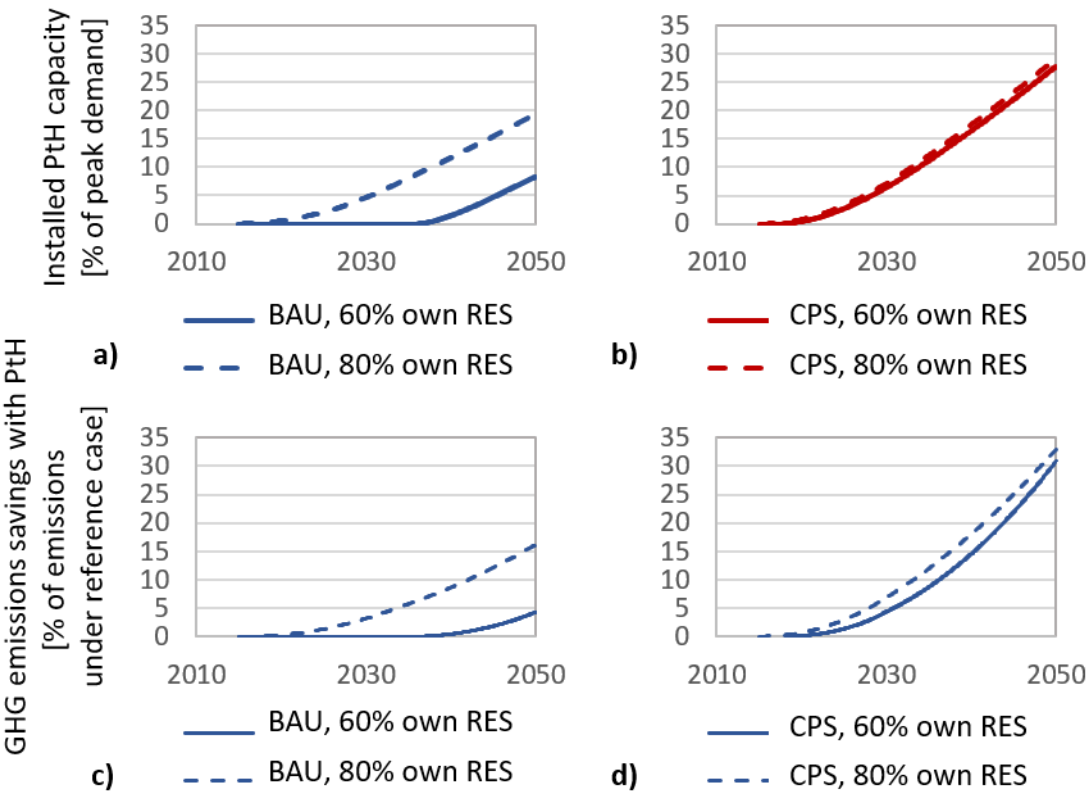 Installed PtH capacity
[% of peak demand]
35
30
25
20
15
10
5
0
2010
2030
2050
BAU, 60% own RES
BAU, 80% own RES
a)
35
30
25
20
15
10
5
0
2010
2030
2050
CPS, 60% own RES
CPS, 80% own RES
b)
GHG emissions savings with PtH
[% of emissions
under reference case]
35
30
25
20
15
10
5
0
2010
2030
2050
BAU, 60% own RES
BAU, 80% own RES
c)
35
30
25
20
15
10
5
0
2010
2030
2050
CPS, 60% own RES
CPS, 80% own RES
d)